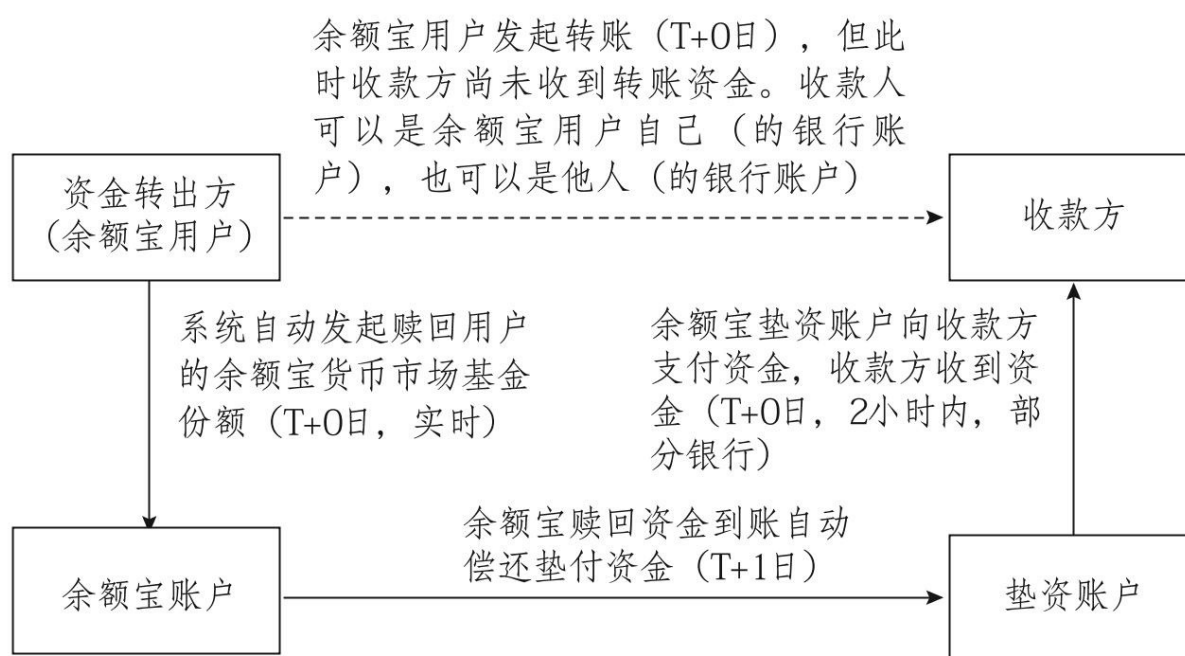 余额宝用户发起转账（T+0日），但此
时收款方尚未收到转账资金。收款人
可以是余额宝用户自己（的银行账
户），也可以是他人（的银行账户）
资金转出方
（余额宝用户）
收款方
系统自动发起赎回用户
的余额宝货币市场基金
份额（T+0日，实时）
余额宝垫资账户向收款方
支付资金，收款方收到资
金（T+0日，2小时内，部
分银行）
余额宝赎回资金到账自动
偿还垫付资金（T+1日）
余额宝账户
垫资账户